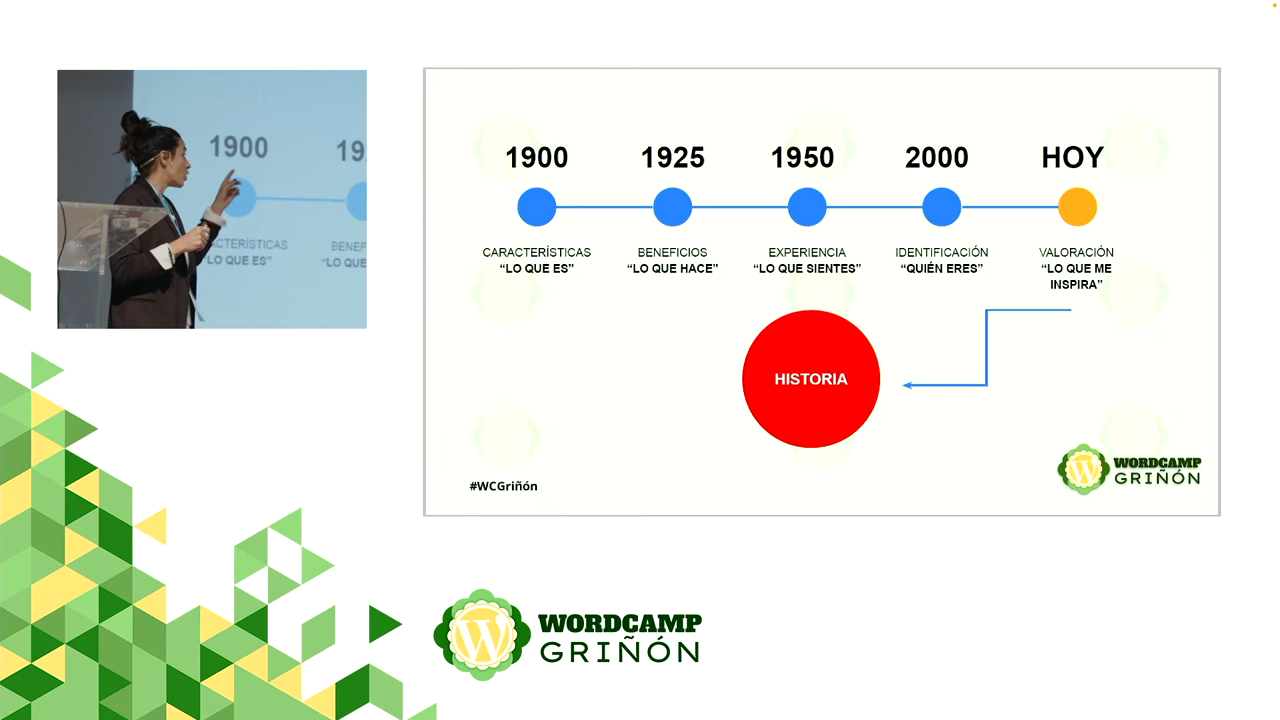 1900
19
ACTERÍSTICAS
LO QUE ES"
BENEF
"LO QUE
1900
1925
1950
2000
HOY
CARACTERÍSTICAS
“LO QUE ES”
BENEFICIOS
“LO QUE HACE”
EXPERIENCIA
“LO QUE SIENTES”
IDENTIFICACIÓN
“QUIÉN ERES”
VALORACIÓN
“LO QUE ME
INSPIRA”
HISTORIA
#WCGriñón
WORDCAMP
GRIÑÓN
WORDCAMP
GRIÑÓN